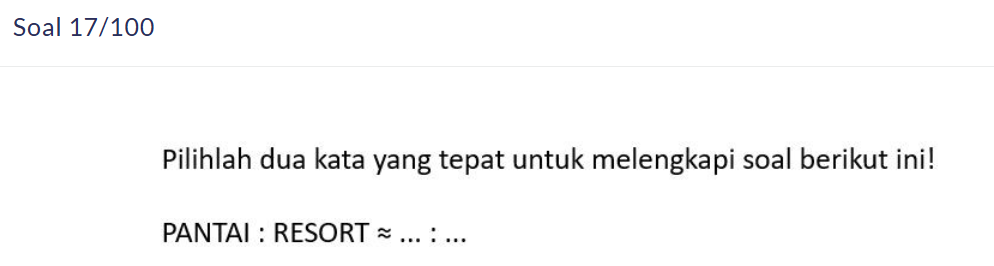 Soal 17/100
Pilihlah dua kata yang tepat untuk melengkapi soal berikut ini!
PANTAI : RESORT ≈ ... : ...